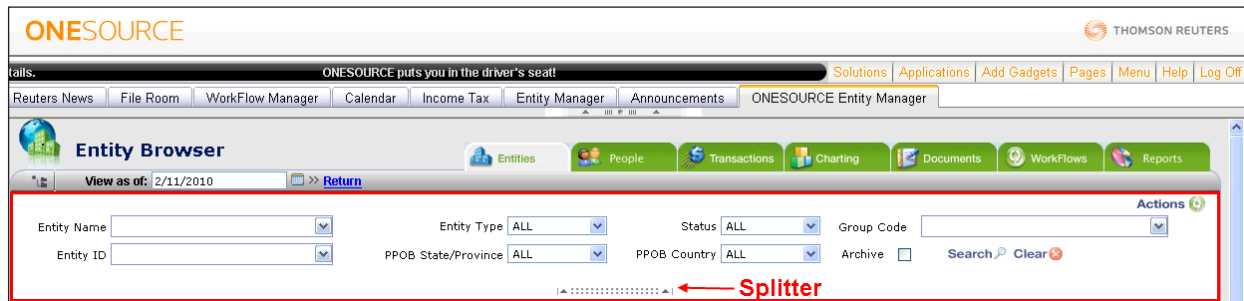 ONESOURCE THOMSON REUTERS
tails. ONESOURCE puts you in the driver's seat! Solutions Applications Add Gadgets Pages Menu Help Log Off
Reuters News File Room WorkFlow Manager Calendar Income Tax Entity Manager Announcements ONESOURCE Entity Manager
Entity Browser Entities People Transactions Charting Documents WorkFlows Reports
View as of: 2/11/2010 >> Return
Actions
Entity Name Entity Type ALL Status ALL Group Code
Entity ID PPOB State/Province ALL PPOB Country ALL Archive Search Clear
Splitter